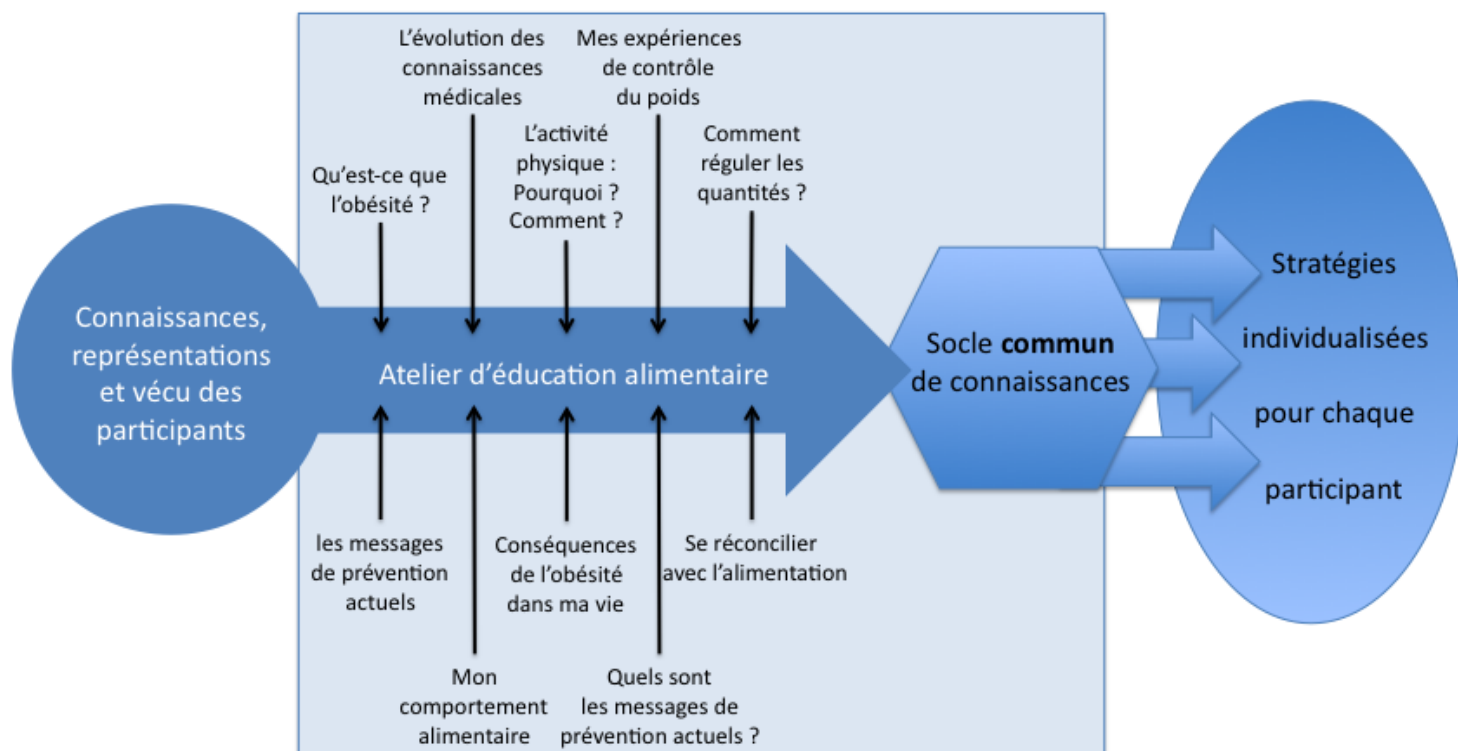 L’évolution des
connaissances
médicales
Mes expériences
de contrôle
du poids
L’activité
physique :
Pourquoi ?
Comment ?
Comment
réguler les
quantités ?
Qu’est-ce que
l’obésité ?
Connaissances,
représentations
et vécu des
participants
Atelier d’éducation alimentaire
Socle commun
de connaissances
Stratégies
individualisées
pour chaque
participant
les messages
de prévention
actuels
Conséquences
de l’obésité
dans ma vie
Se réconcilier
avec l’alimentation
Mon
comportement
alimentaire
Quels sont
les messages de
prévention actuels ?